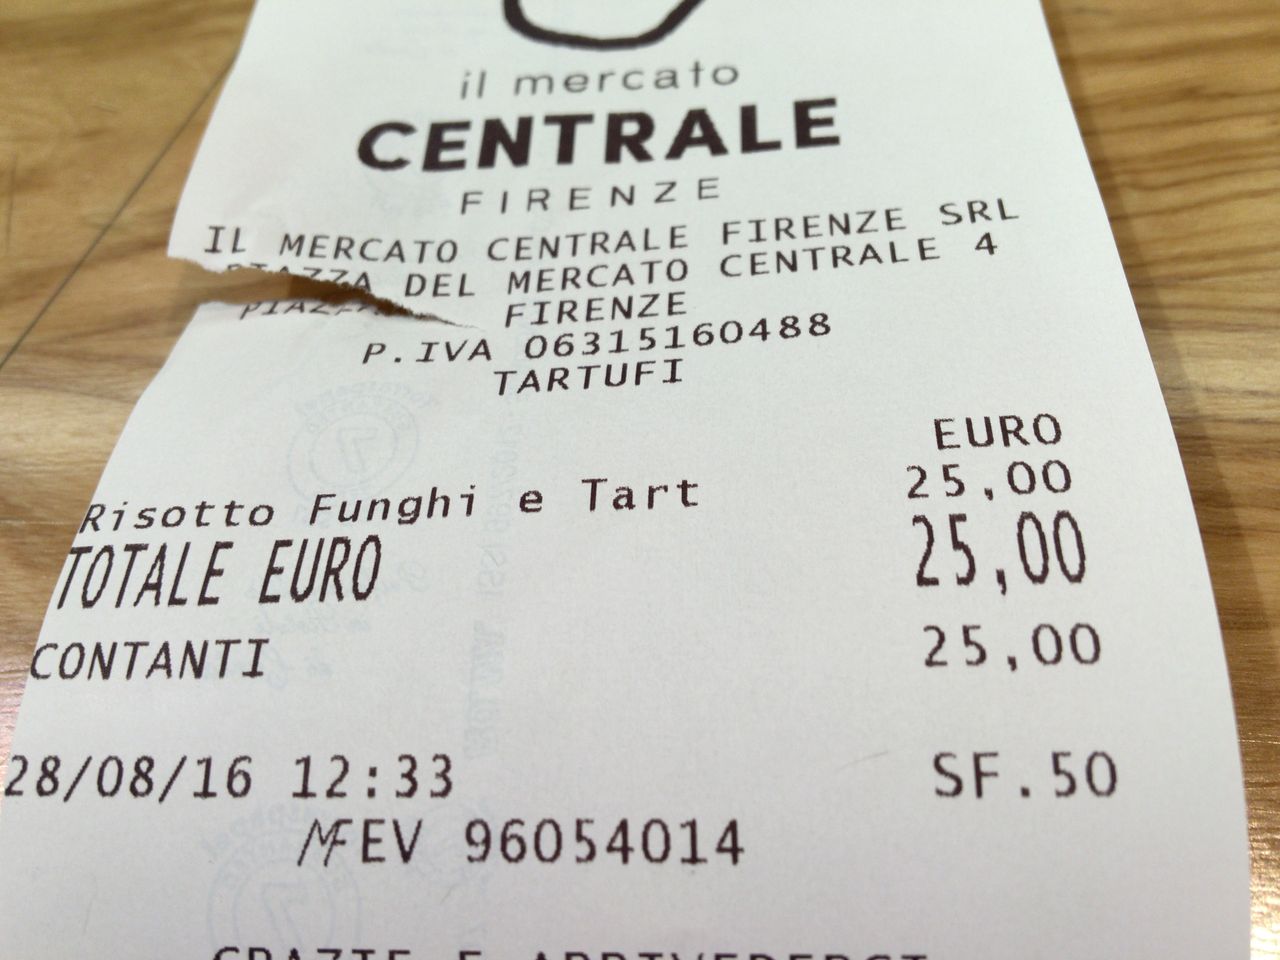 il mercato
CENTRALE
FIRENZE
IL MERCATO CENTRALE FIRENZE SRL
PIAZZA DEL MERCATO CENTRALE 4
FIRENZE
P.IVA 06315160488
TARTUFI
EURO
Risotto Funghi e Tart 25,00
TOTALE EURO 25,00
CONTANTI 25,00
28/08/16 12:33 SF.50
MFEV 96054014
GRAZIE E ARRIVEDERCI